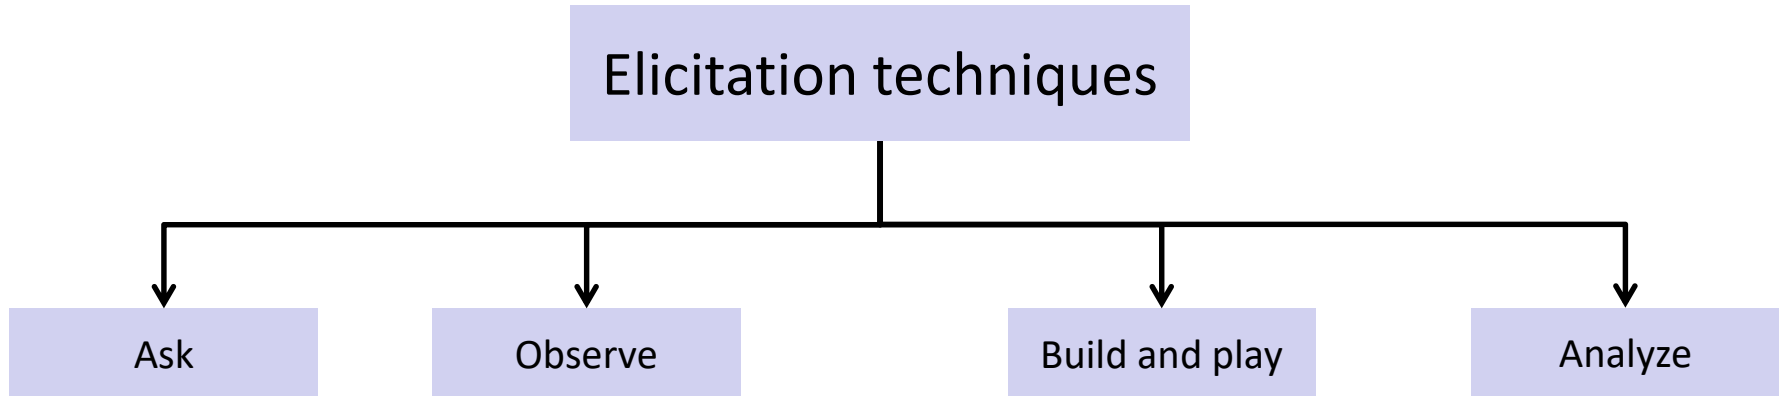 Elicitation techniques
Ask
Observe
Build and play
Analyze